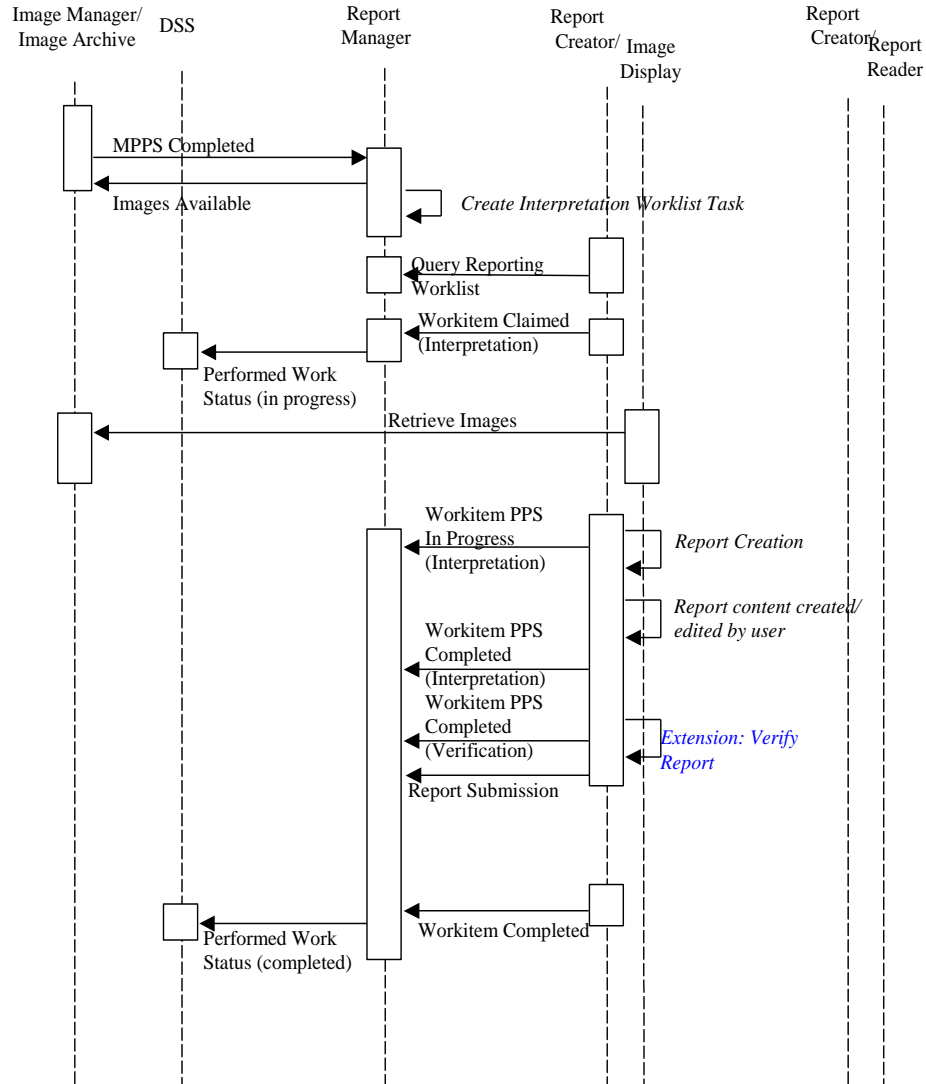 Image Manager/
Image Archive
DSS
Report
Manager
Report
Creator/
Image
Display
Report
Creator/
Report
Reader
MPPS Completed
Images Available
Create Interpretation Worklist Task
Query Reporting
Worklist
Workitem Claimed
(Interpretation)
Performed Work
Status (in progress)
Retrieve Images
Workitem PPS
In Progress
(Interpretation)
Report Creation
Report content created/
edited by user
Workitem PPS
Completed
(Interpretation)
Workitem PPS
Completed
(Verification)
Extension: Verify
Report
Report Submission
Workitem Completed
Performed Work
Status (completed)